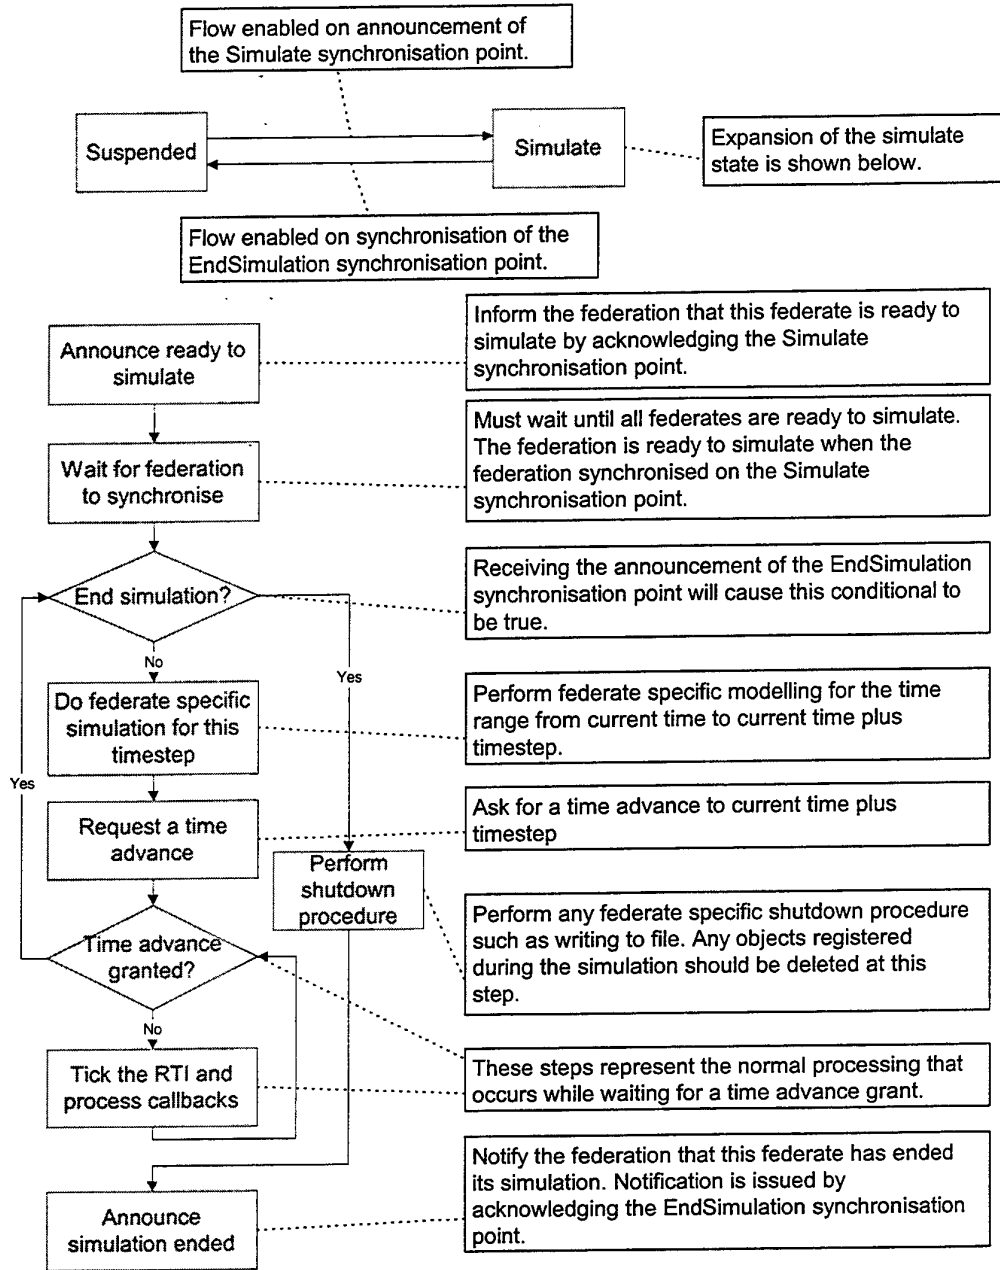 Flow enabled on announcement of
the Simulate synchronisation point.
Suspended
Simulate
Expansion of the simulate
state is shown below.
Flow enabled on synchronisation of the
EndSimulation synchronisation point.
Announce ready to
simulate
Inform the federation that this federate is ready to
simulate by acknowledging the Simulate
synchronisation point.
Wait for federation
to synchronise
Must wait until all federates are ready to simulate.
The federation is ready to simulate when the
federation synchronised on the Simulate
synchronisation point.
End simulation?
Receiving the announcement of the EndSimulation
synchronisation point will cause this conditional to
be true.
No
Yes
Do federate specific
simulation for this
timestep
Perform federate specific modelling for the time
range from current time to current time plus
timestep.
Yes
Request a time
advance
Ask for a time advance to current time plus
timestep
Perform
shutdown
procedure
Perform any federate specific shutdown procedure
such as writing to file. Any objects registered
during the simulation should be deleted at this
step.
Time advance
granted?
No
Tick the RTI and
process callbacks
These steps represent the normal processing that
occurs while waiting for a time advance grant.
Announce
simulation ended
Notify the federation that this federate has ended
its simulation. Notification is issued by
acknowledging the EndSimulation synchronisation
point.